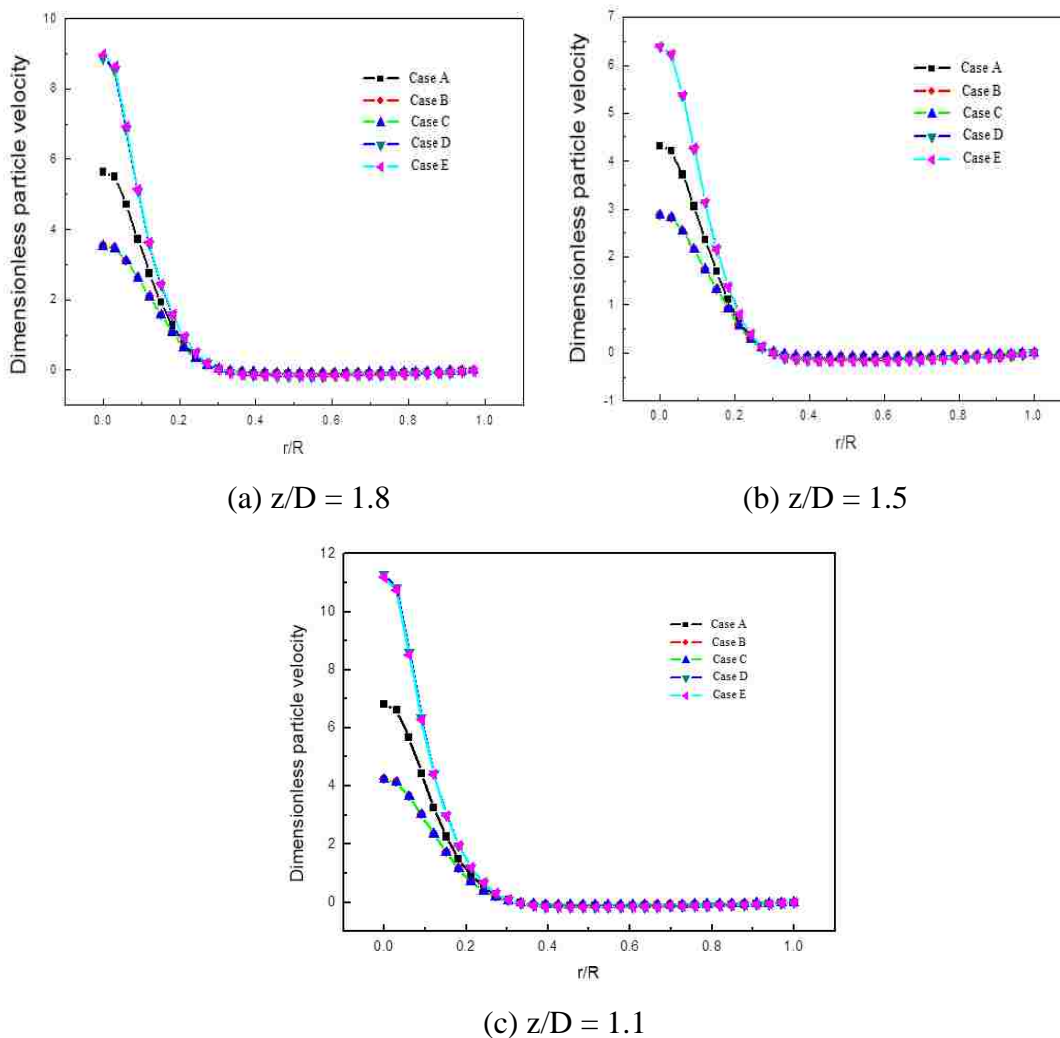 10
8
6
4
2
0
Dimensionless particle velocity
Case A
Case B
Case C
Case D
Case E
0.0 0.2 0.4 0.6 0.8 1.0
r/R
(a) z/D = 1.8
7
6
5
4
3
2
1
0
-1
Dimensionless particle velocity
Case A
Case B
Case C
Case D
Case E
0.0 0.2 0.4 0.6 0.8 1.0
r/R
(b) z/D = 1.5
12
10
8
6
4
2
0
Dimensionless particle velocity
Case A
Case B
Case C
Case D
Case E
0.0 0.2 0.4 0.6 0.8 1.0
r/R
(c) z/D = 1.1